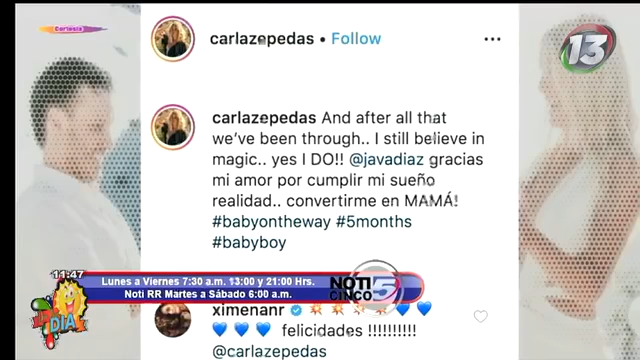 Cortesía
13
carlazepedas • Follow
carlazepedas And after all that
we've been through.. I still believe in
magic.. yes I DO!! @javadiaz gracias
mi amor por cumplir mi sueño
realidad.. convertirme en MAMÁ!
#babyontheway #5months
#babyboy
11:47
Lunes a Viernes 7:30 a.m. 13:00 y 21:00 Hrs.
Noti RR Martes a Sábado 6:00 a.m.
NOTI
CINCO
5
DIA
ximenanr
felicidades !!!!!!!!!!
@carlazepedas